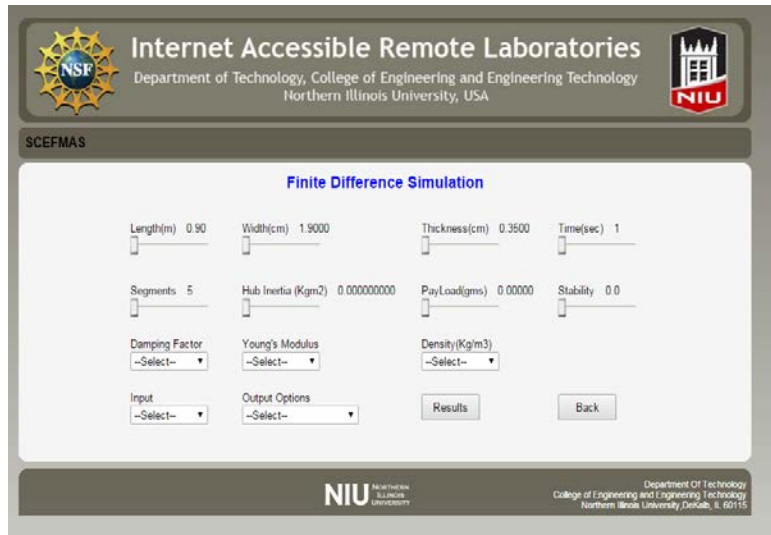 NSF
Internet Accessible Remote Laboratories
Department of Technology, College of Engineering and Engineering Technology
Northern Illinois University, USA
NIU
SCEFMAS
Finite Difference Simulation
Length(m) 0.90 Width(cm) 1.9000 Thickness(cm) 0.3500 Time(sec) 1
Segments 5 Hub Inertia (Kgm2) 0.000000000 PayLoad(gms) 0.00000 Stability 0.0
Damping Factor Young's Modulus Density(Kg/m3)
--Select-- --Select-- --Select--
Input Output Options
--Select-- --Select-- Results Back
NIU NORTHERN ILLINOIS UNIVERSITY
Department Of Technology
College of Engineering and Engineering Technology
Northern Illinois University,DeKalb, IL 60115